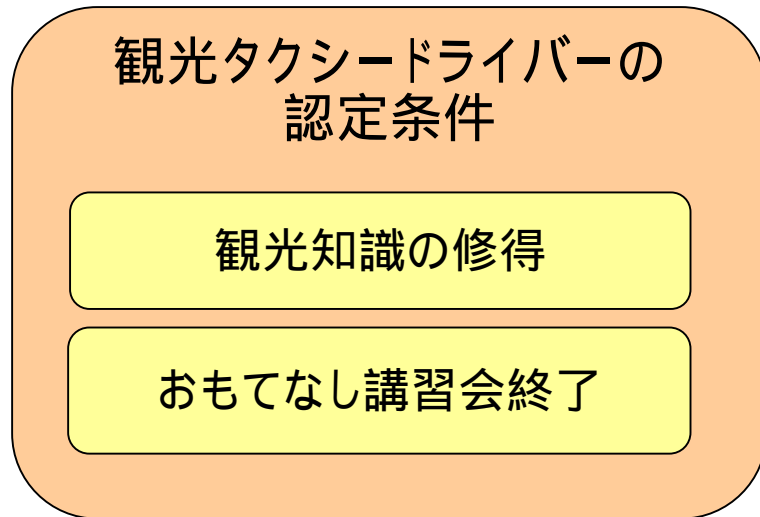 観光タクシードライバーの
認定条件
観光知識の修得
おもてなし講習会終了